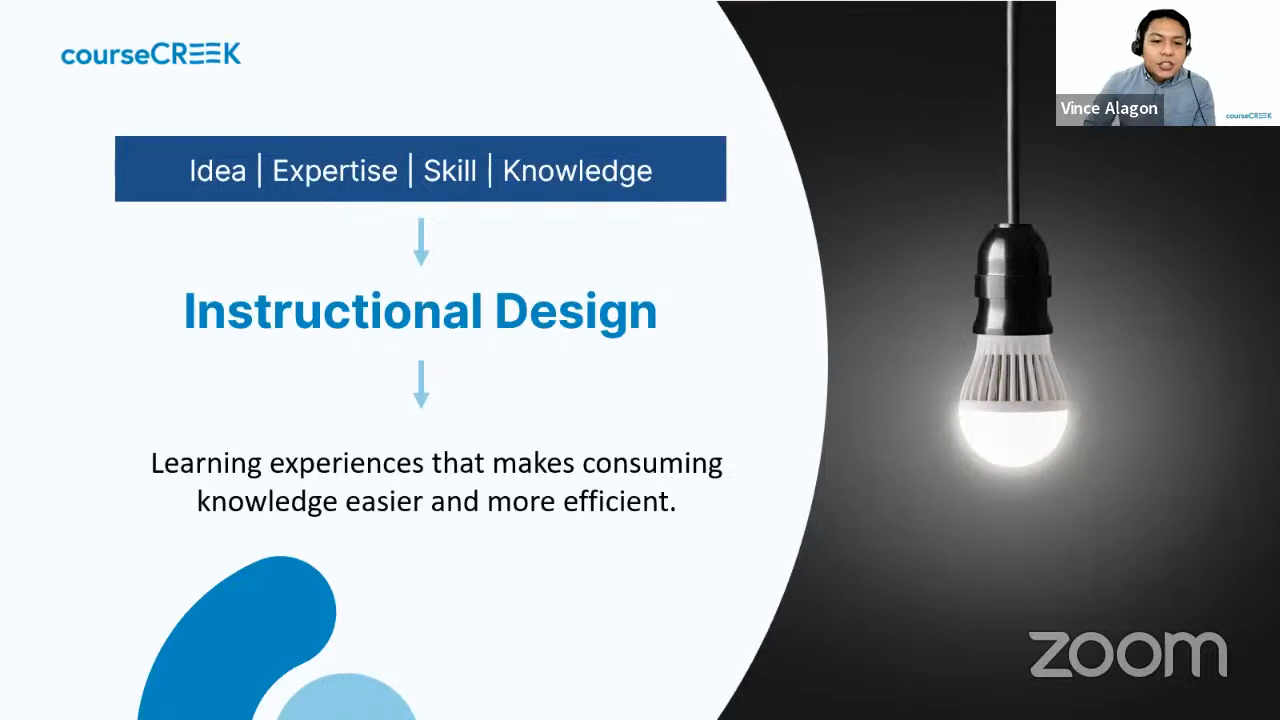 courseCREEK
Vince Alagon
courseCREEK
Idea | Expertise | Skill | Knowledge
Instructional Design
Learning experiences that makes consuming
knowledge easier and more efficient.
zoom